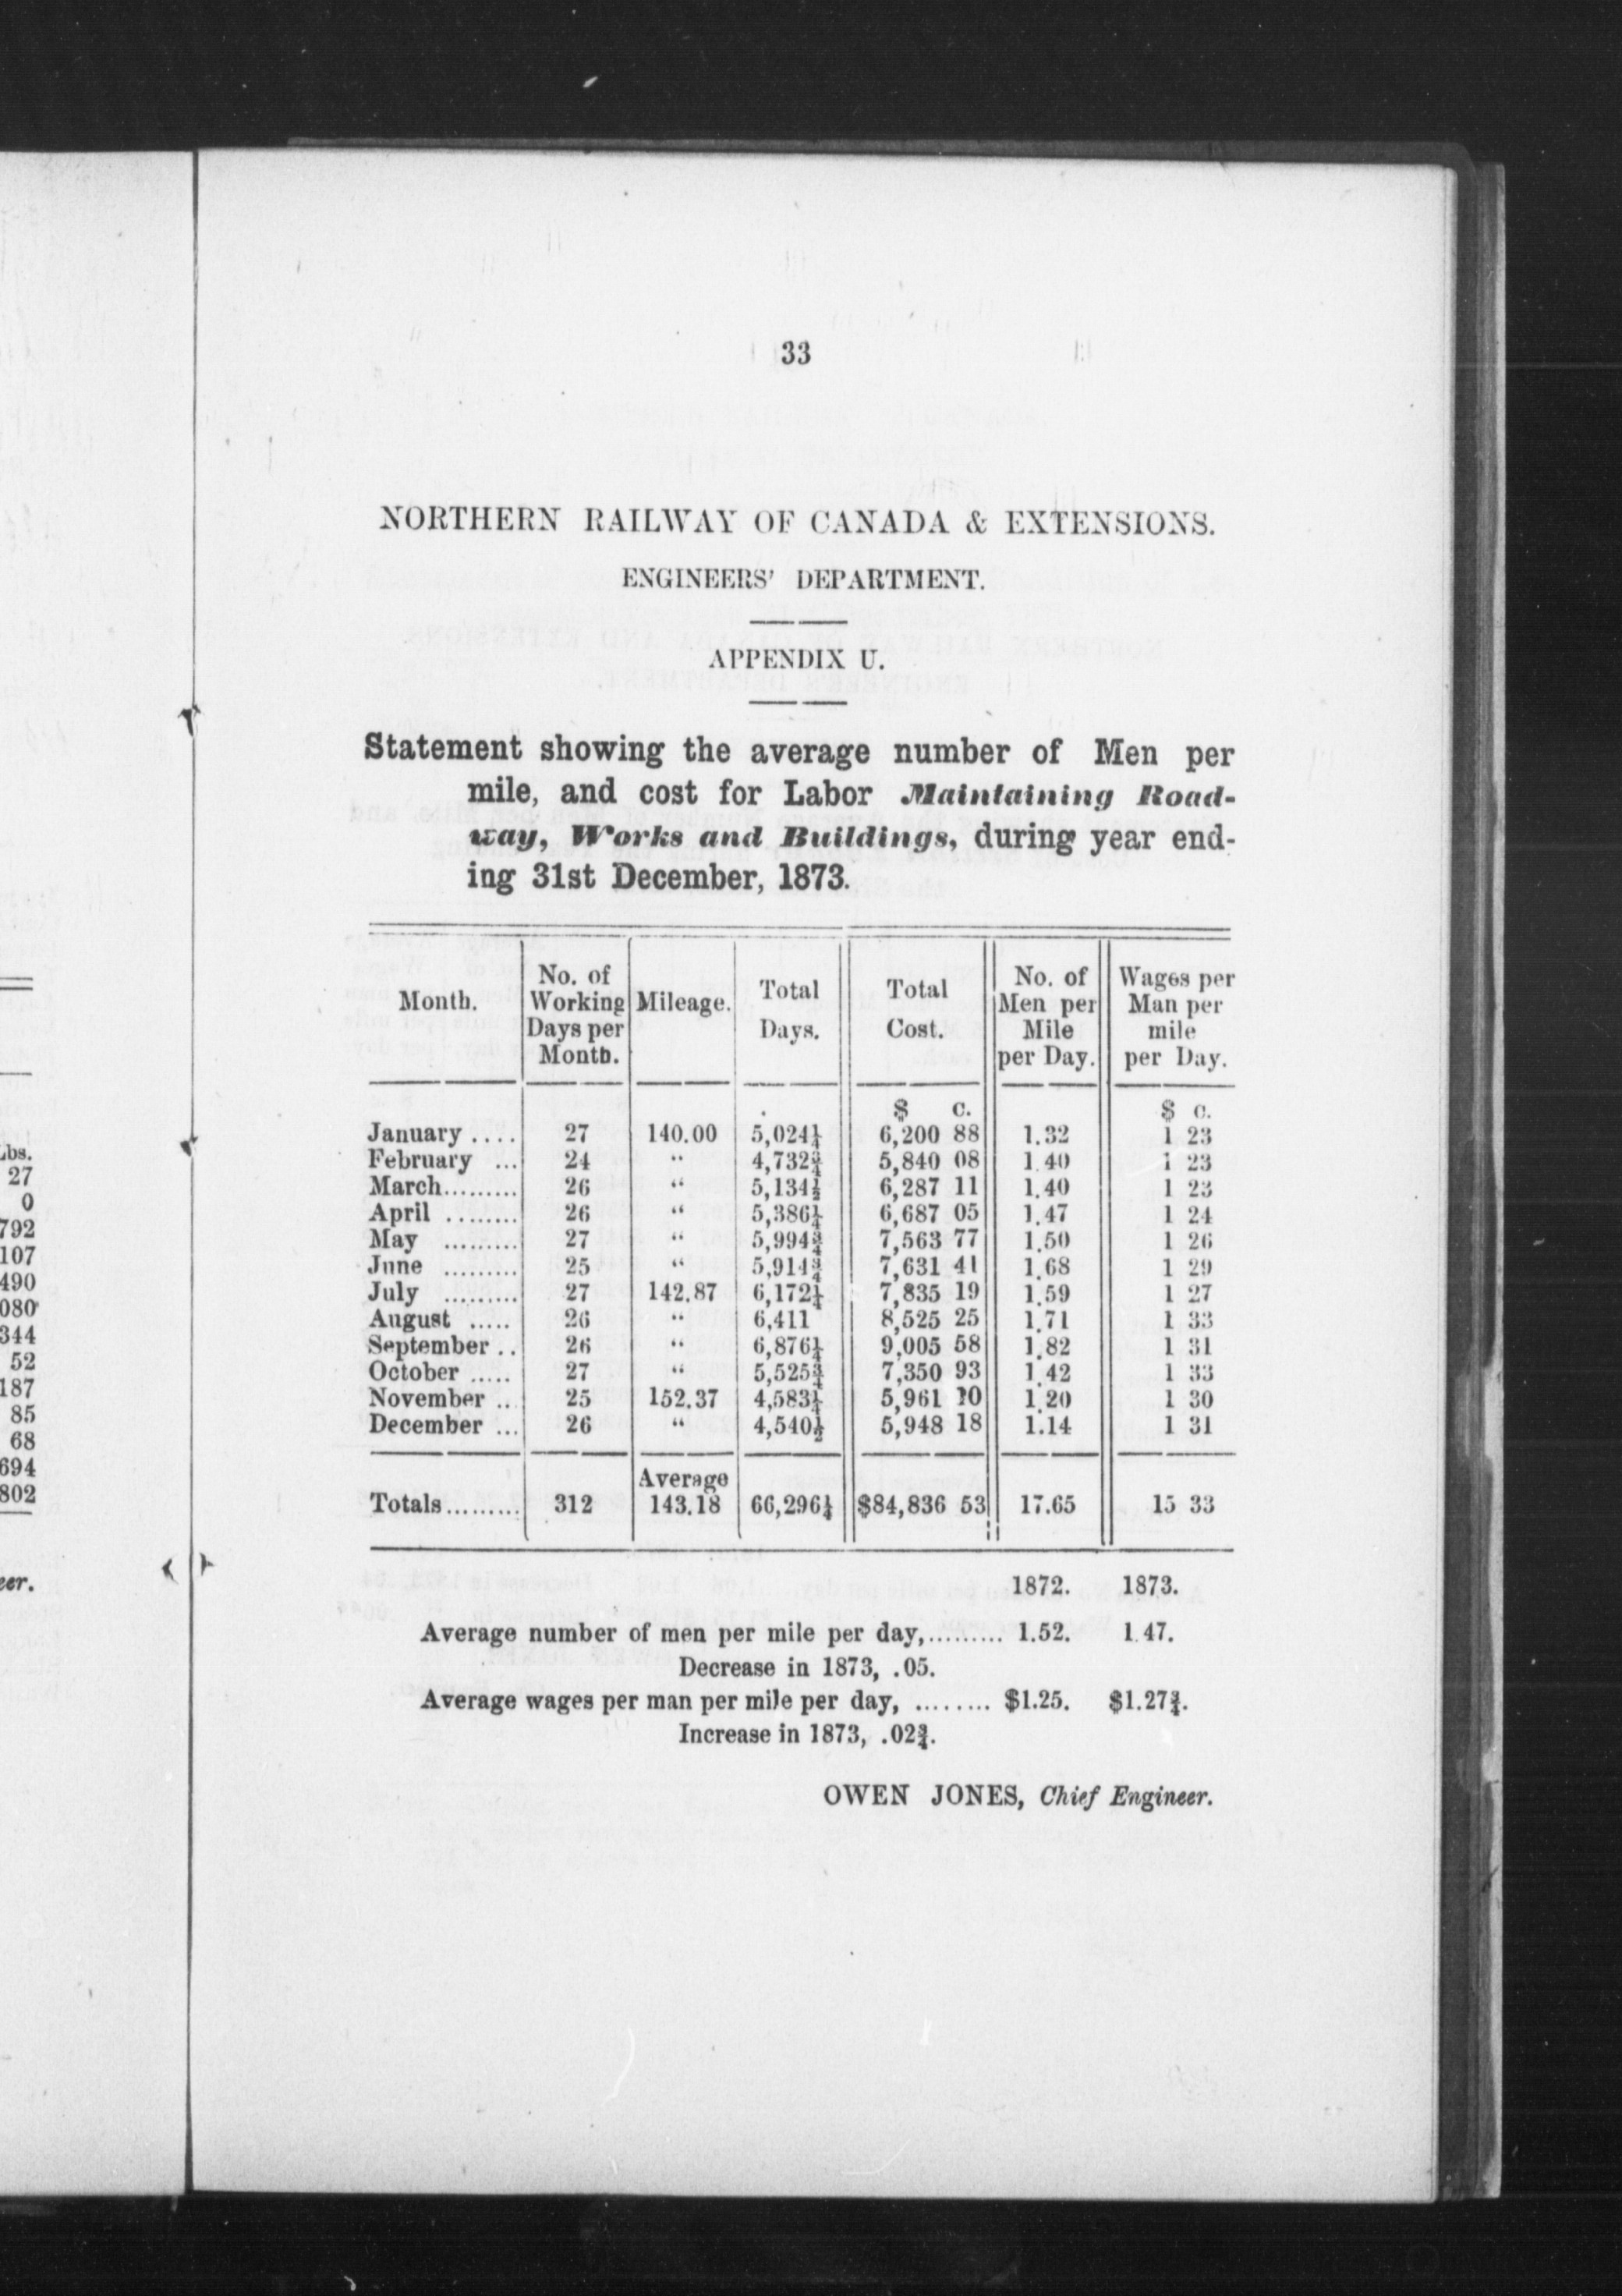 33
NORTHERN RAILWAY OF CANADA & EXTENSIONS.
ENGINEERS' DEPARTMENT.
APPENDIX U.
Statement showing the average number of Men per
mile, and cost for Labor Maintaining Road-
way, Works and Buildings, during year end-
ing 31st December, 1873.
Month. No. of Working Days per Month. Mileage. Total Days. Total Cost. No. of Men per Mile per Day. Wages per Man per mile per Day.
$ c. $ c.
January .... 27 140.00 5,024¼ 6,200 88 1.32 1 23
February ... 24 “ 4,732¾ 5,840 08 1.40 1 23
March......... 26 “ 5,134½ 6,287 11 1.40 1 23
April ........ 26 “ 5,386¼ 6,687 05 1.47 1 24
May ......... 27 “ 5,994¾ 7,563 77 1.50 1 26
June ......... 25 “ 5,914¾ 7,631 41 1.68 1 29
July ......... 27 142.87 6,172¼ 7,835 19 1.59 1 27
August ..... 26 “ 6,411 8,525 25 1.71 1 33
September .. 26 “ 6,876¼ 9,005 58 1.82 1 31
October ..... 27 “ 5,525¾ 7,350 93 1.42 1 33
November .. 25 152.37 4,583¼ 5,961 10 1.20 1 30
December ... 26 “ 4,540½ 5,948 18 1.14 1 31
Average
Totals......... 312 143.18 66,296¼ $84,836 53 17.65 15 33
1872. 1873.
Average number of men per mile per day,......... 1.52. 1.47.
Decrease in 1873, .05.
Average wages per man per mile per day, ........ $1.25. $1.27¾.
Increase in 1873, .02¾.
OWEN JONES, Chief Engineer.
27
0
792
107
490
080
344
52
187
85
68
694
802